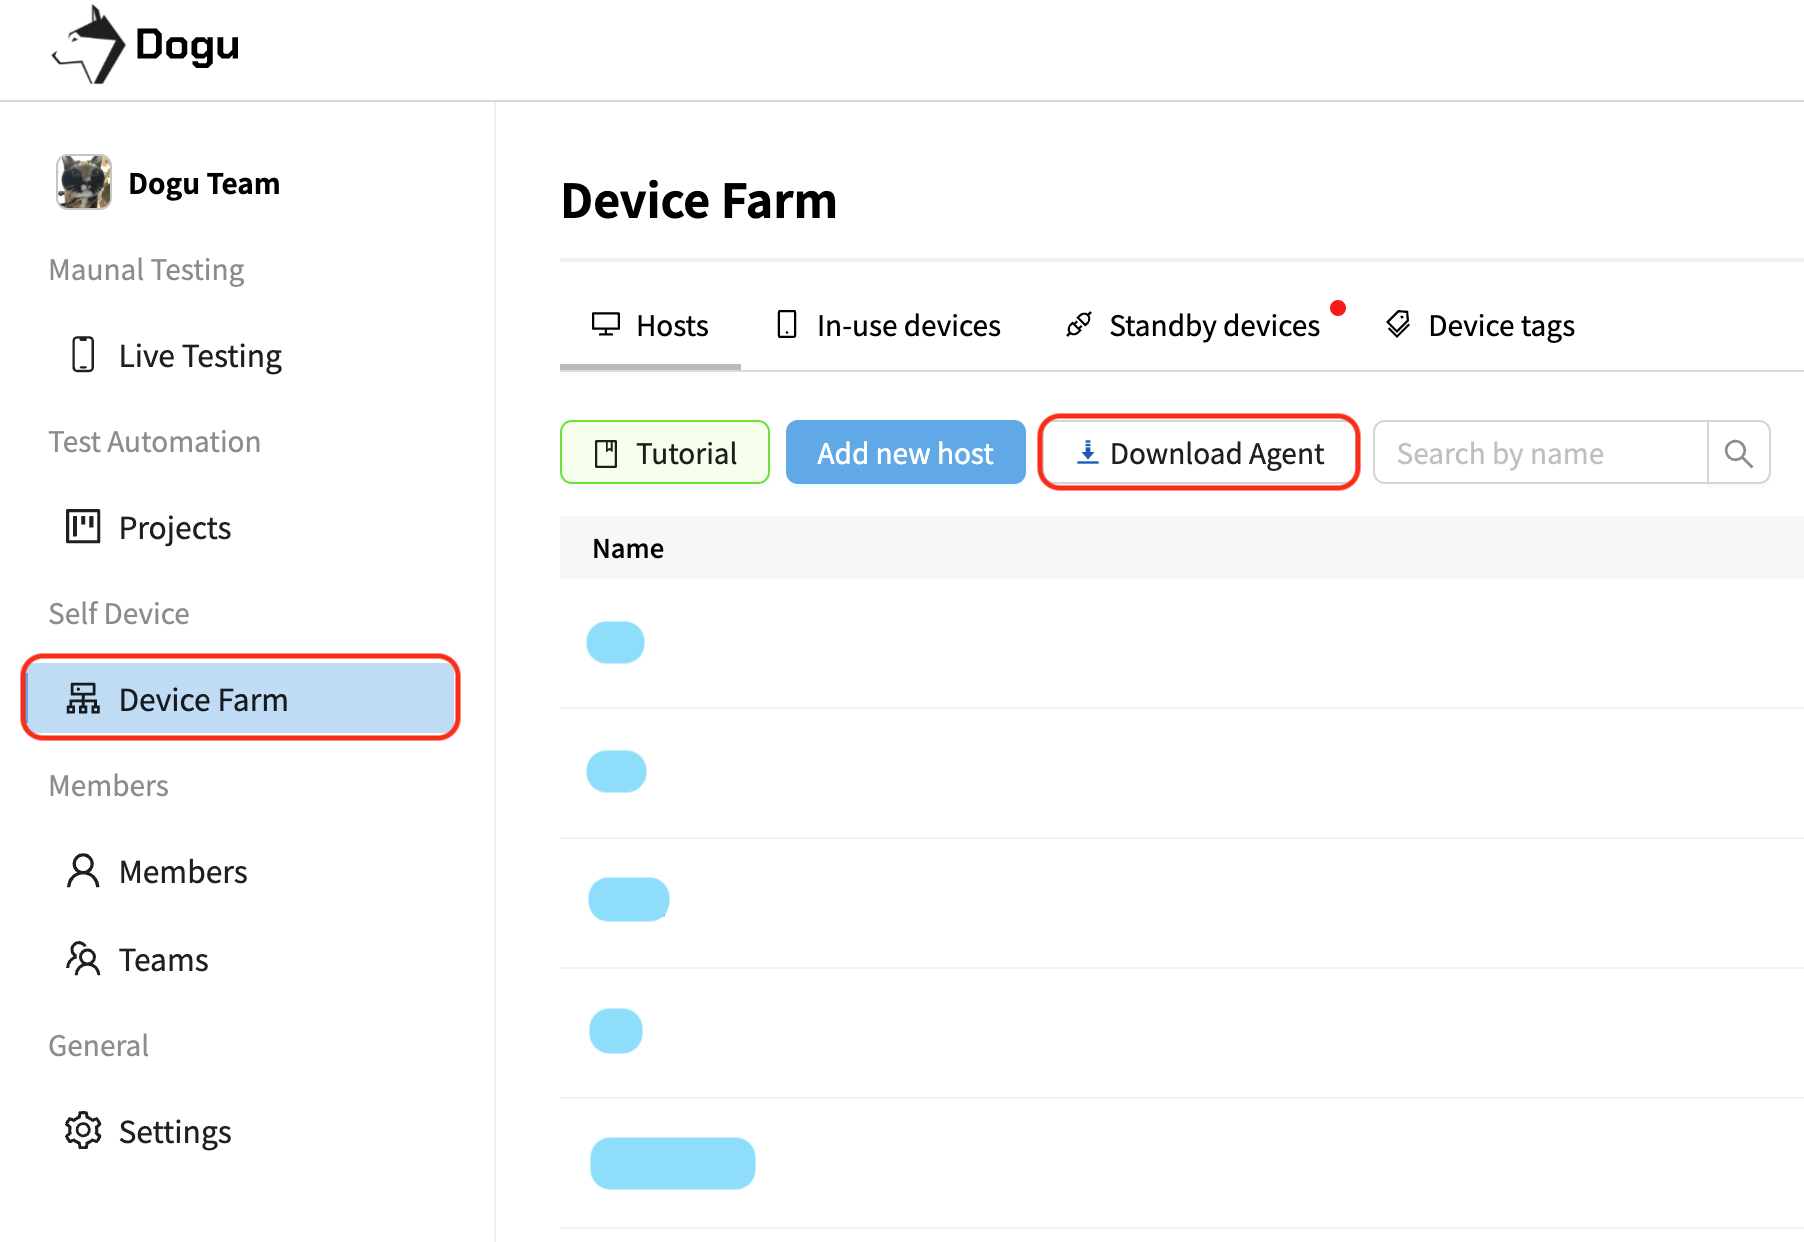 Dogu
Dogu Team
Maunal Testing
Live Testing
Test Automation
Projects
Self Device
Device Farm
Members
Members
Teams
General
Settings
Device Farm
Hosts In-use devices Standby devices Device tags
Tutorial Add new host Download Agent Search by name
Name